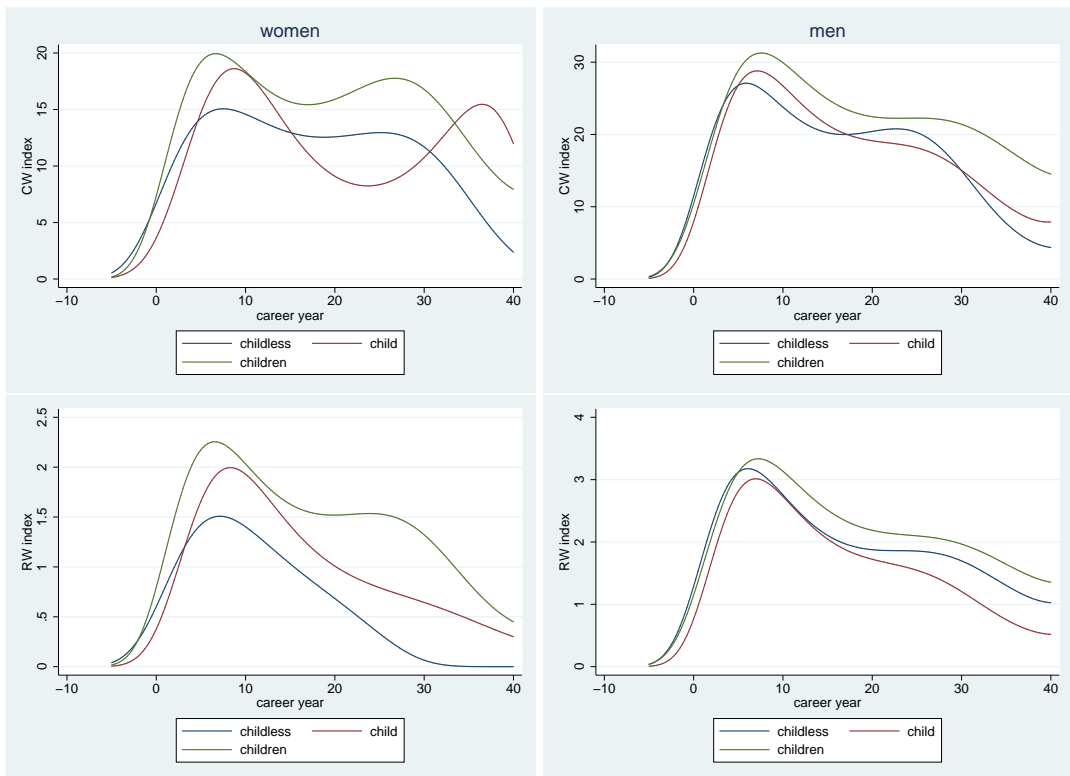 women
CW index
20
15
10
5
0
−10 0 10 20 30 40
career year
childless child
children
men
CW index
30
20
10
0
−10 0 10 20 30 40
career year
childless child
children
RW index
2.5
2
1.5
1
.5
0
−10 0 10 20 30 40
career year
childless child
children
RW index
4
3
2
1
0
−10 0 10 20 30 40
career year
childless child
children